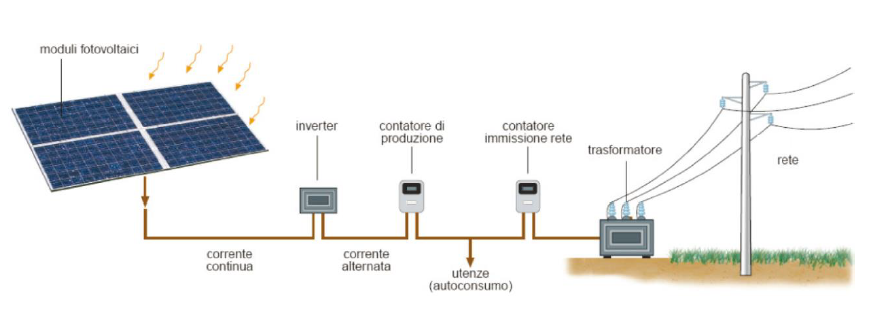 moduli fotovoltaici
inverter
contatore di
produzione
contatore
immissione rete
trasformatore
rete
corrente
continua
corrente
alternata
utenze
(autoconsumo)